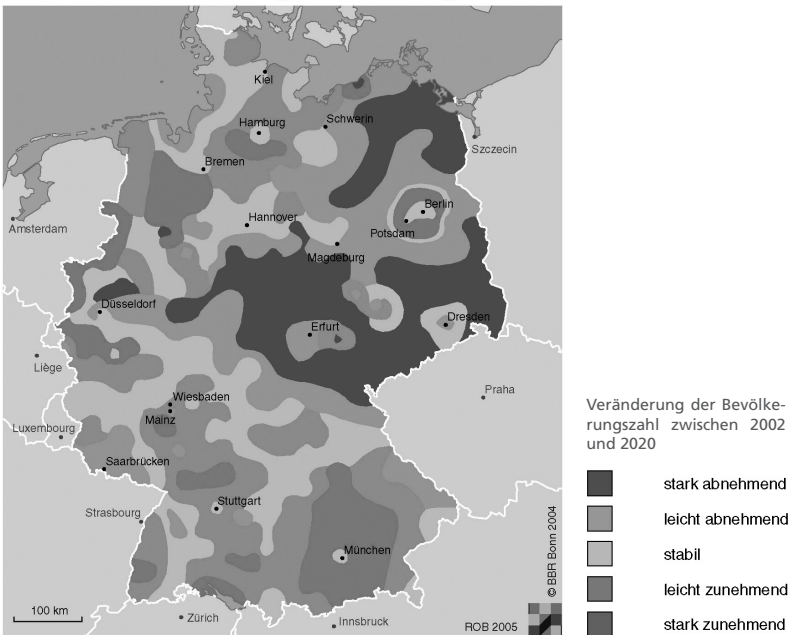 Kiel
Hamburg
Schwerin
Szczecin
Bremen
Berlin
Amsterdam
Hannover
Potsdam
Magdeburg
Düsseldorf
Dresden
Erfurt
Liège
Praha
Wiesbaden
Mainz
Luxembourg
Saarbrücken
Stuttgart
Strasbourg
München
100 km
Zürich
Innsbruck
ROB 2005
© BBR Bonn 2004
Veränderung der Bevölke-
rungszahl zwischen 2002
und 2020
stark abnehmend
leicht abnehmend
stabil
leicht zunehmend
stark zunehmend